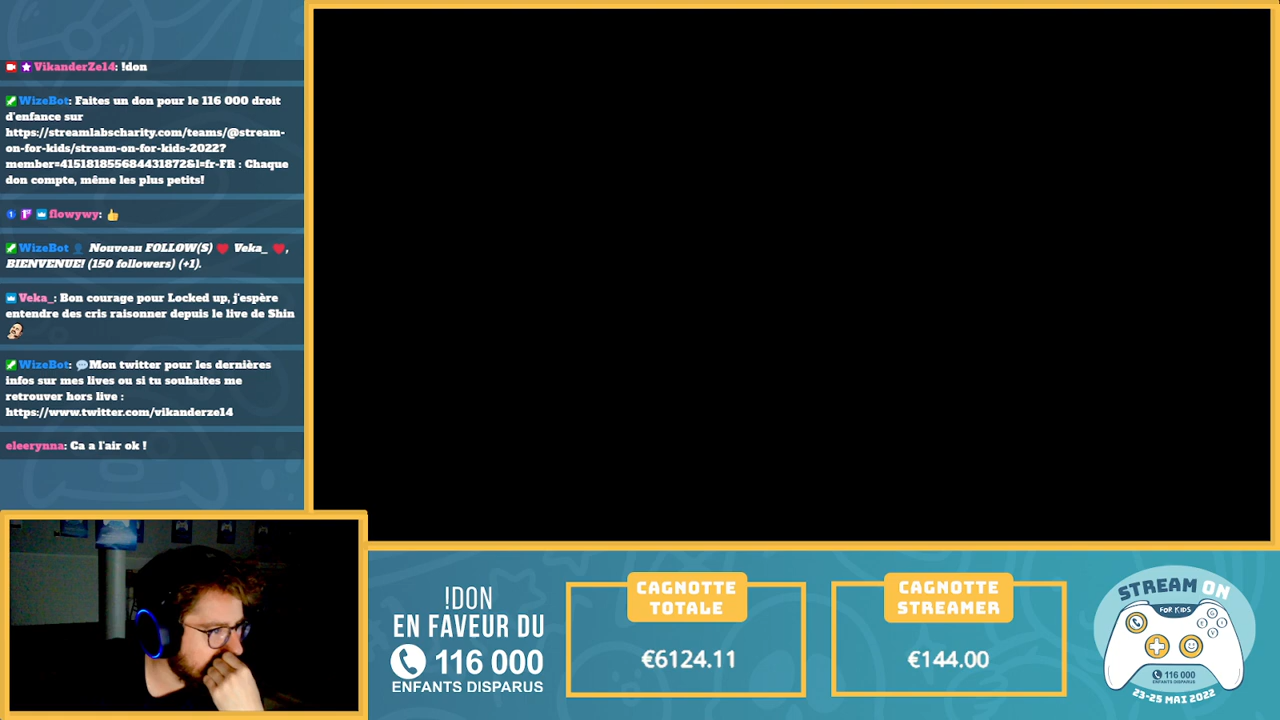 VikanderZe14: !don
WizeBot: Faites un don pour le 116 000 droit
d'enfance sur
https://streamlabscharity.com/teams/@stream-
on-for-kids/stream-on-for-kids-2022?
member=415181855684431872&l=fr-FR : Chaque
don compte, même les plus petits!
flowywy: 👍
WizeBot 👤 Nouveau FOLLOW(S) ❤ Veka_ ❤,
BIENVENUE! (150 followers) (+1).
Veka_: Bon courage pour Locked up, j'espère
entendre des cris raisonner depuis le live de Shin
WizeBot: 💬Mon twitter pour les dernières
infos sur mes lives ou si tu souhaites me
retrouver hors live :
https://www.twitter.com/vikanderze14
eleerynna: Ca a l'air ok !
!DON
EN FAVEUR DU
116 000
ENFANTS DISPARUS
CAGNOTTE
TOTALE
€6124.11
CAGNOTTE
STREAMER
€144.00
STREAM ON
FOR KIDS
G
K I
V
116 000
ENFANTS DISPARUS
23-25 MAI 2022